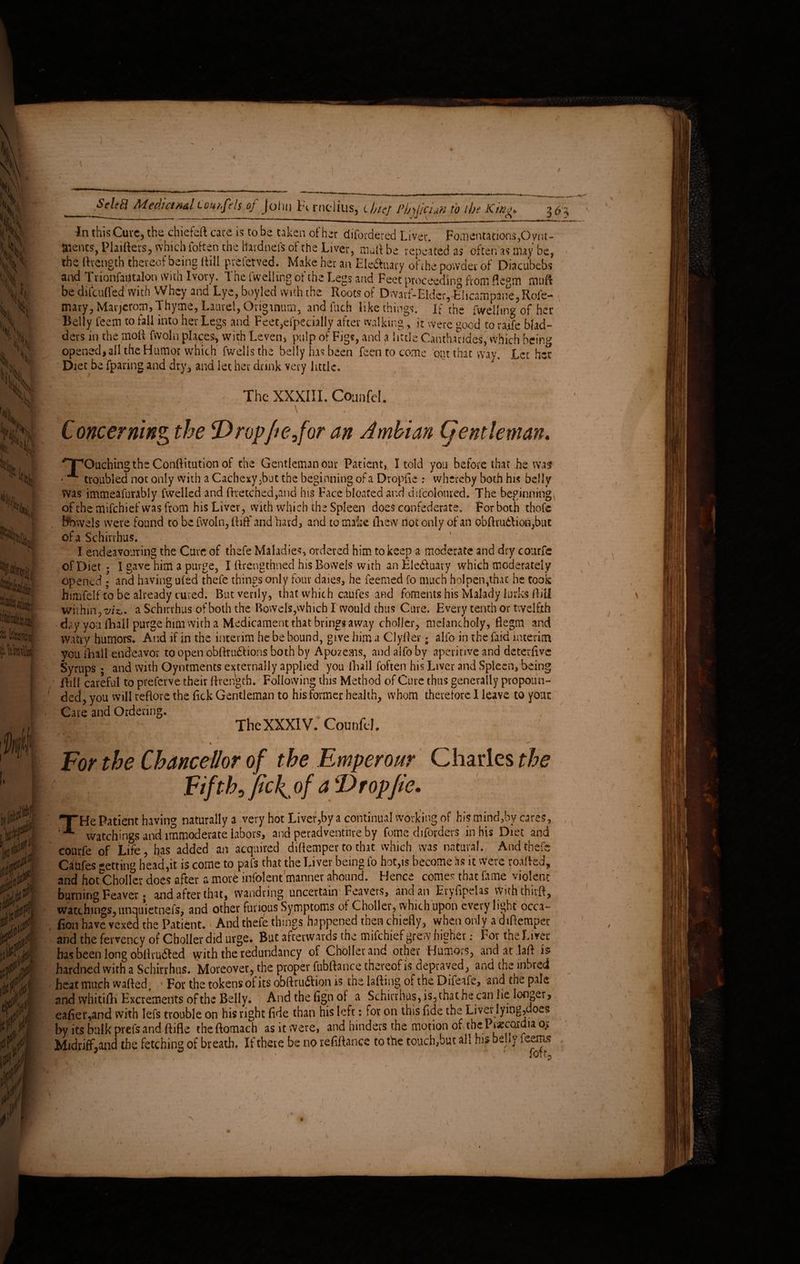 Select Medicinal Counsels of John Fernelius, chief Physician to the King. 363
In this Cure, the chiefeſt care is to be taken of her diſordered Liver. Fomentations, Oynt-
ments, Plaiſters, which ſoften the hardneſs of the Liver, muſt be repeated as often as may be,
the ſtrength thereof being ſtill preſerved. Make her an Electuary of the powder of Diacubebs
and Trionſantalon with Ivory. The ſwelling of the Legs and Feet proceeding from flegm muſt
be diſcuſſed with Whey and Lye, boyled with the Roots of Dwarf-Elder, Elicampane, Roſe-
mary, Marjerom, Thyme, Laurel, Origanum, and ſuch like things. If the ſwelling of her
Belly ſeem to fall into her Legs and Feet, eſpecially after walking, it were good to raiſe blad-
ders in the moſt ſwoln places, with Leven, pulp of Figs, and a little Cantharides, which being
opened, all the Humor which ſwells the belly has been ſeen to come out that way. Let her
Diet be ſparing and dry, and let her drink very little.
The XXXIII. Counſel.
Concerning the Dropſie, for an Ambian Gentleman.
TOuching the Conſtitution of the Gentleman our Patient, I told you before that he was
troubled not only with a Cachexy, but the beginning of a Dropſie : whereby both his belly
was immeaſurably ſwelled and ſtretched, and his Face bloated and diſcoloured. The beginning
of the miſchief was from his Liver, with which the Spleen does confederate. For both thoſe
Bowels were found to be ſwoln, ſtiff and hard, and to make ſhew not only of an obſtruction, but
of a Schirrhus.
I endeavouring the Cure of theſe Maladies, ordered him to keep a moderate and dry courſe
of Diet ; I gave him a purge, I ſtrengthned his Bowels with an Electuary which moderately
opened ; and having uſed theſe things only four daies, he ſeemed ſo much holpen, that he took
himſelf to be already cured. But verily, that which cauſes and foments his Malady lurks ſtill
within, viz. a Schirrhus of both the Bowels, which I would thus Cure. Every tenth or twelfth
day you ſhall purge him with a Medicament that brings away choller, melancholy, flegm and
watry humors. And if in the interim he be bound, give him a Clyſter ; alſo in the ſaid interim
you ſhall endeavor to open obſtructions both by Apozems, and alſo by aperitive and deterſive
Syrups ; and with Oyntments externally applied you ſhall ſoften his Liver and Spleen, being
ſtill careful to preſerve their ſtrength. Following this Method of Cure thus generally propoun-
ded, you will reſtore the ſick Gentleman to his former health, whom therefore I leave to your
Care and Ordering.
The XXXIV. Counſel.
For the Chancellor of the Emperour Charles the
Fifth, ſick of a Dropſie.
THe Patient having naturally a very hot Liver, by a continual working of his mind, by cares,
watchings and immoderate labors, and peradventure by ſome diſorders in his Diet and
courſe of Life, has added an acquired diſtemper to that which was natural. And theſe
Cauſes getting head, it is come to paſs that the Liver being ſo hot, is become as it were roaſted,
and hot Choller does after a more inſolent manner abound. Hence comes that ſame violent
burning Feaver ; and after that, wandring uncertain Feavers, and an Eryſipelas with thirſt,
watchings, unquietneſs, and other furious Symptoms of Choller, which upon every light occa-
ſion have vexed the Patient. And theſe things happened then chiefly, when only a diſtemper
and the fervency of Choller did urge. But afterwards the miſchief grew higher : For the Liver
has been long obſtructed with the redundancy of Choller and other Humors, and at laſt is
hardned with a Schirrhus. Moreover, the proper ſubſtance thereof is depraved, and the inbred
heat much waſted. For the tokens of its obſtruction is the laſting of the Diſeaſe, and the pale
and whitiſh Excrements of the Belly. And the ſign of a Schirrhus, is, that he can lie longer,
eaſier, and with leſs trouble on his right ſide than his left : for on this ſide the Liver lying, does
by its bulk preſs and ſtifle the ſtomach as it were, and hinders the motion of the Præcordia or
Midriff, and the fetching of breath. If there be no reſiſtance to the touch, but all his belly ſeems
ſoft,